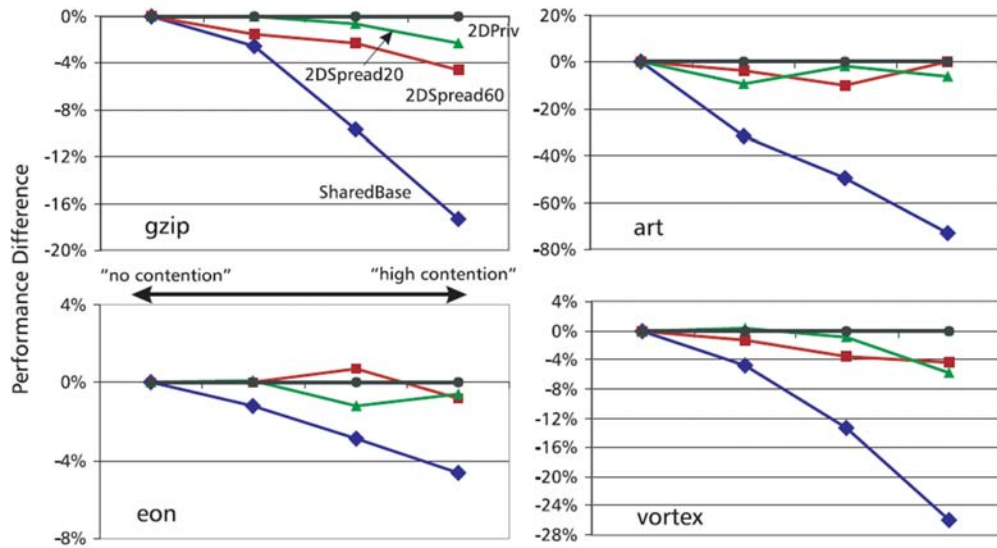 Performance Difference
0%
-4%
-8%
-12%
-16%
-20%
2DPriv
2DSpread20
2DSpread60
SharedBase
gzip
20%
0%
-20%
-40%
-60%
-80%
art
"no contention"
"high contention"
4%
0%
-4%
-8%
eon
4%
0%
-4%
-8%
-12%
-16%
-20%
-24%
-28%
vortex